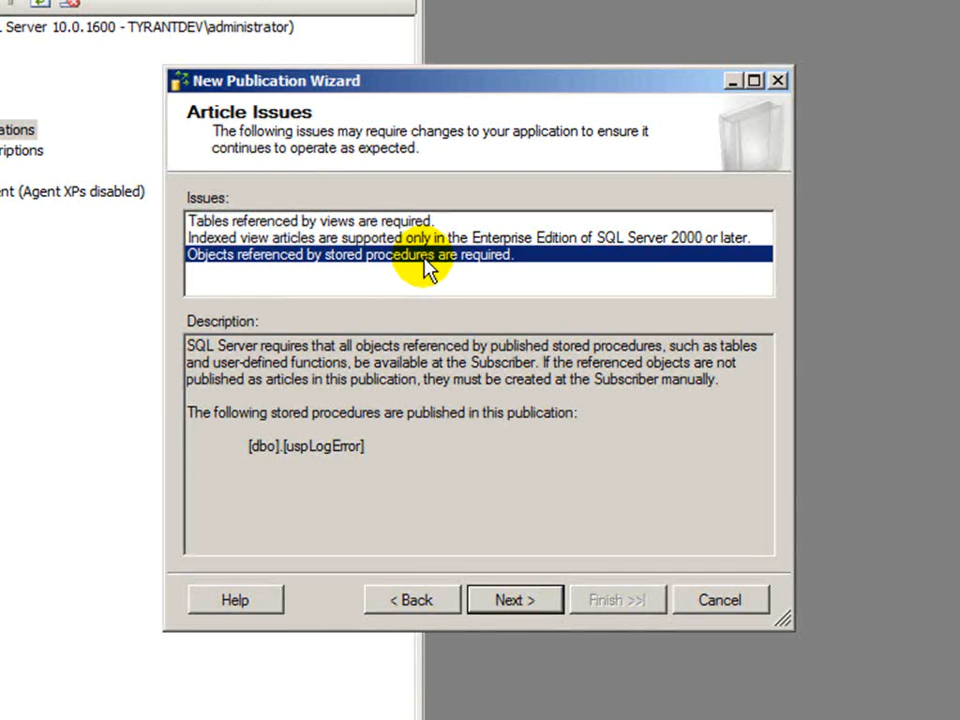 L Server 10.0.1600 - TYRANTDEV\administrator)
ations
riptions
nt (Agent XPs disabled)
New Publication Wizard
Article Issues
The following issues may require changes to your application to ensure it
continues to operate as expected.
Issues:
Tables referenced by views are required.
Indexed view articles are supported only in the Enterprise Edition of SQL Server 2000 or later.
Objects referenced by stored procedures are required.
Description:
SQL Server requires that all objects referenced by published stored procedures, such as tables
and user-defined functions, be available at the Subscriber. If the referenced objects are not
published as articles in this publication, they must be created at the Subscriber manually.
The following stored procedures are published in this publication:
[dbo].[uspLogError]
Help
< Back
Next >
Finish >>|
Cancel